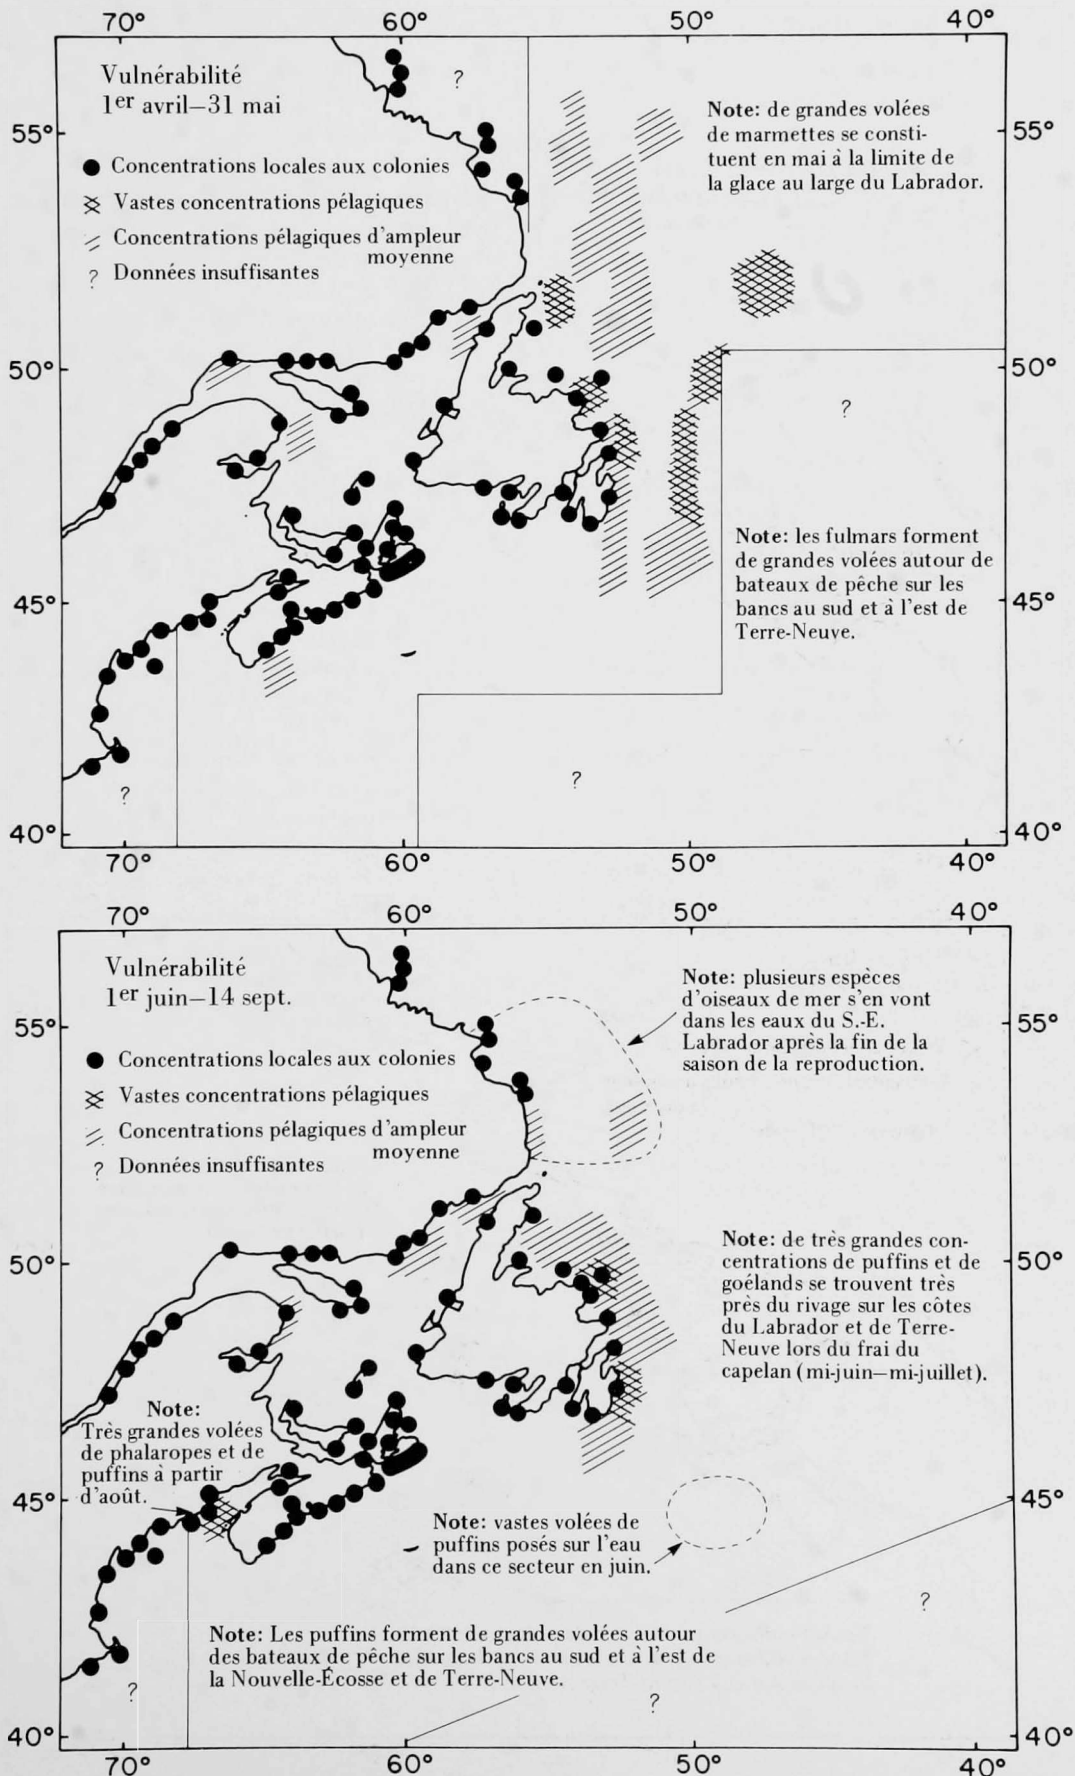 70° 60° 50° 40°
Vulnérabilité
1er avril–31 mai
?
55°
55°
Note: de grandes volées
de marmettes se consti-
tuent en mai à la limite de
la glace au large du Labrador.
Concentrations locales aux colonies
Vastes concentrations pélagiques
Concentrations pélagiques d'ampleur
moyenne
? Données insuffisantes
50°
50°
?
Note: les fulmars forment
de grandes volées autour de
bateaux de pêche sur les
bancs au sud et à l'est de
Terre-Neuve.
45°
45°
?
?
40°
40°
70° 60° 50° 40°
70° 60° 50° 40°
Vulnérabilité
1er juin–14 sept.
Note: plusieurs espèces
d'oiseaux de mer s'en vont
dans les eaux du S.-E.
Labrador après la fin de la
saison de la reproduction.
55°
55°
Concentrations locales aux colonies
Vastes concentrations pélagiques
Concentrations pélagiques d'ampleur
moyenne
? Données insuffisantes
50°
50°
Note: de très grandes con-
centrations de puffins et de
goélands se trouvent très
près du rivage sur les côtes
du Labrador et de Terre-
Neuve lors du frai du
capelan (mi-juin–mi-juillet).
Note:
Très grandes volées
de phalaropes et de
puffins à partir
d'août.
45°
45°
Note: vastes volées de
puffins posés sur l'eau
dans ce secteur en juin.
?
Note: Les puffins forment de grandes volées autour
des bateaux de pêche sur les bancs au sud et à l'est de
la Nouvelle-Écosse et de Terre-Neuve.
?
?
40°
40°
70° 60° 50° 40°